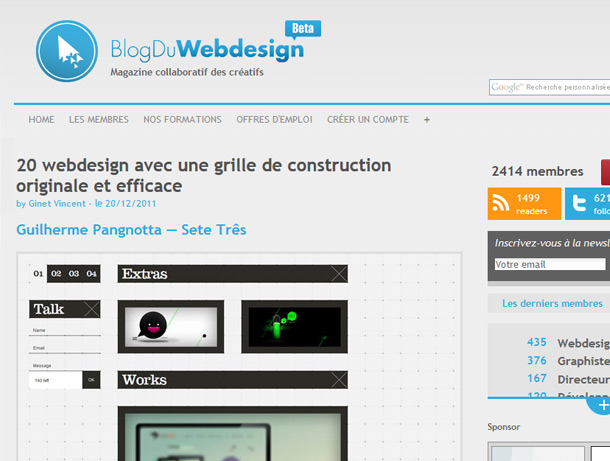 Beta
BlogDuWebdesign
Magazine collaboratif des créatifs
Google™ Recherche personnalisée
HOME LES MEMBRES NOS FORMATIONS OFFRES D'EMPLOI CRÉER UN COMPTE +
20 webdesign avec une grille de construction
originale et efficace
by Ginet Vincent - le 20/12/2011
Guilherme Pangnotta — Sete Três
01 02 03 04
Extras
Talk
Name
Email
Message
140 left OK
Works
2414 membres
1499
readers
621
follo
Inscrivez-vous à la newsl
Votre email
Les derniers membres
435 Webdesig
376 Graphiste
167 Directeur
120 Développe
Sponsor